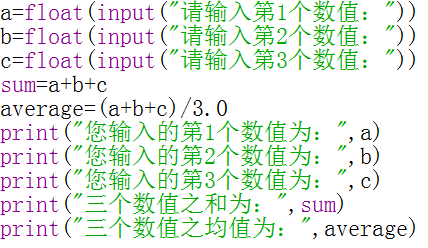 a=float(input("请输入第1个数值："))
b=float(input("请输入第2个数值："))
c=float(input("请输入第3个数值："))
sum=a+b+c
average=(a+b+c)/3.0
print("您输入的第1个数值为：",a)
print("您输入的第2个数值为：",b)
print("您输入的第3个数值为：",c)
print("三个数值之和为：",sum)
print("三个数值之均值为：",average)